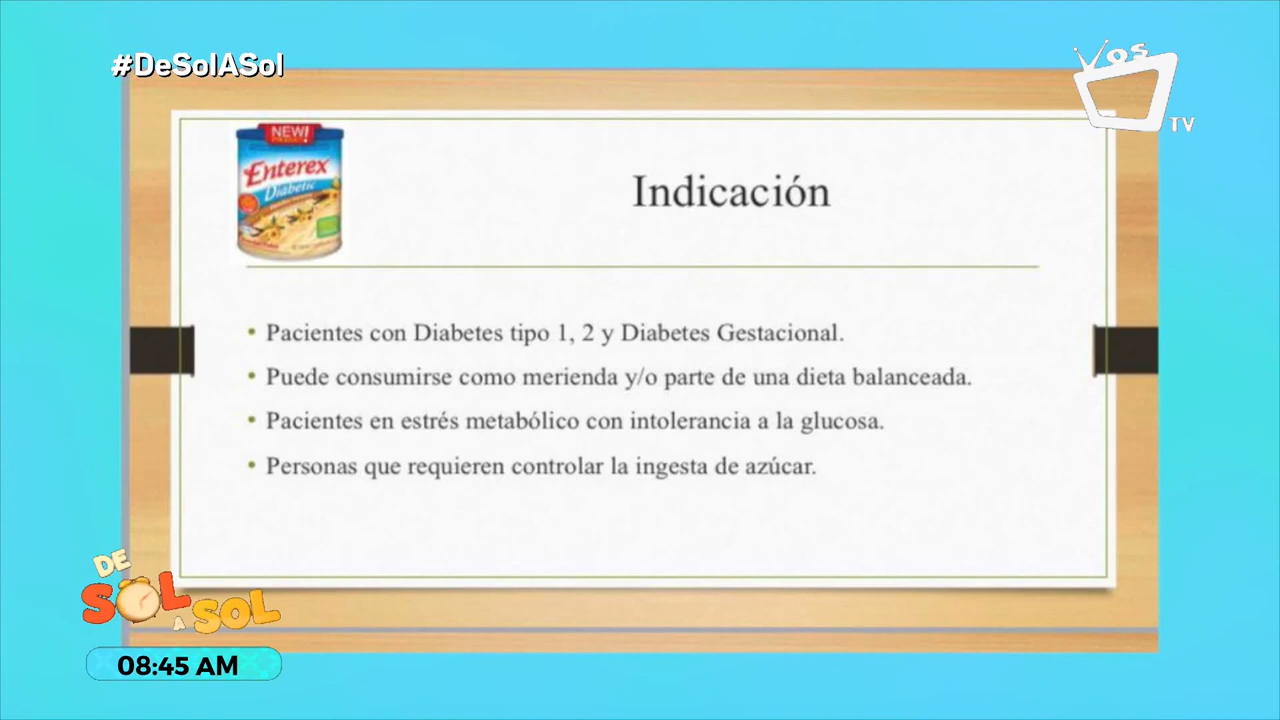 #DeSolASol
VOS
TV
NEW!
Enterex
Diabetic
Indicación
• Pacientes con Diabetes tipo 1, 2 y Diabetes Gestacional.
• Puede consumirse como merienda y/o parte de una dieta balanceada.
• Pacientes en estrés metabólico con intolerancia a la glucosa.
• Personas que requieren controlar la ingesta de azúcar.
DE
SOL
A SOL
08:45 AM